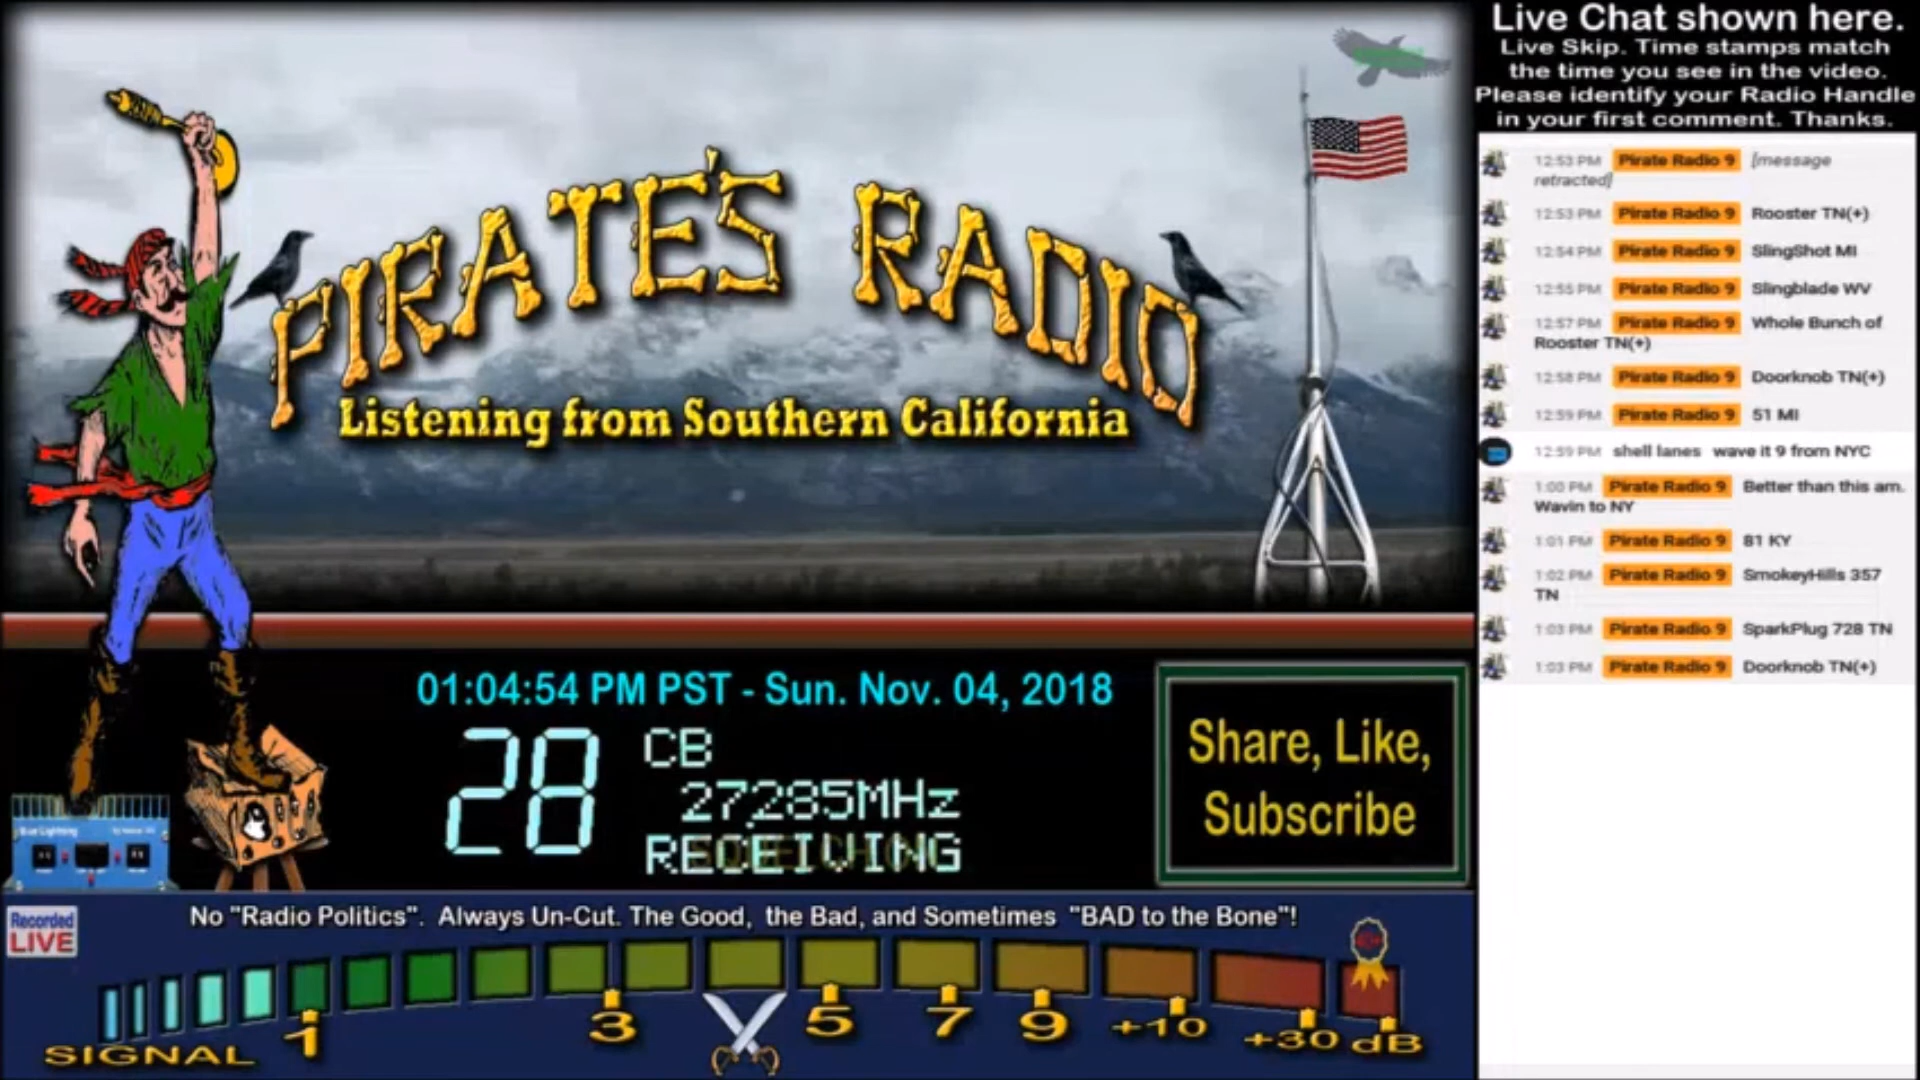 PIRATE'S RADIO
Listening from Southern California
01:04:54 PM PST - Sun. Nov. 04, 2018
28
CB
27.285MHz
RECEIVING
Share, Like,
Subscribe
Recorded
LIVE
No "Radio Politics". Always Un-Cut. The Good, the Bad, and Sometimes "BAD to the Bone"!
SIGNAL 1 3 5 7 9 +10 +30 dB
Live Chat shown here.
Live Skip. Time stamps match
the time you see in the video.
Please identify your Radio Handle
in your first comment. Thanks.
12:53 PM Pirate Radio 9 [message
retracted]
12:53 PM Pirate Radio 9 Rooster TN(+)
12:54 PM Pirate Radio 9 SlingShot MI
12:55 PM Pirate Radio 9 Slingblade WV
12:57 PM Pirate Radio 9 Whole Bunch of
Rooster TN(+)
12:58 PM Pirate Radio 9 Doorknob TN(+)
12:59 PM Pirate Radio 9 51 MI
12:59 PM shell lanes wave it 9 from NYC
1:00 PM Pirate Radio 9 Better than this am.
Wavin to NY
1:01 PM Pirate Radio 9 81 KY
1:02 PM Pirate Radio 9 SmokeyHills 357
TN
1:03 PM Pirate Radio 9 SparkPlug 728 TN
1:03 PM Pirate Radio 9 Doorknob TN(+)